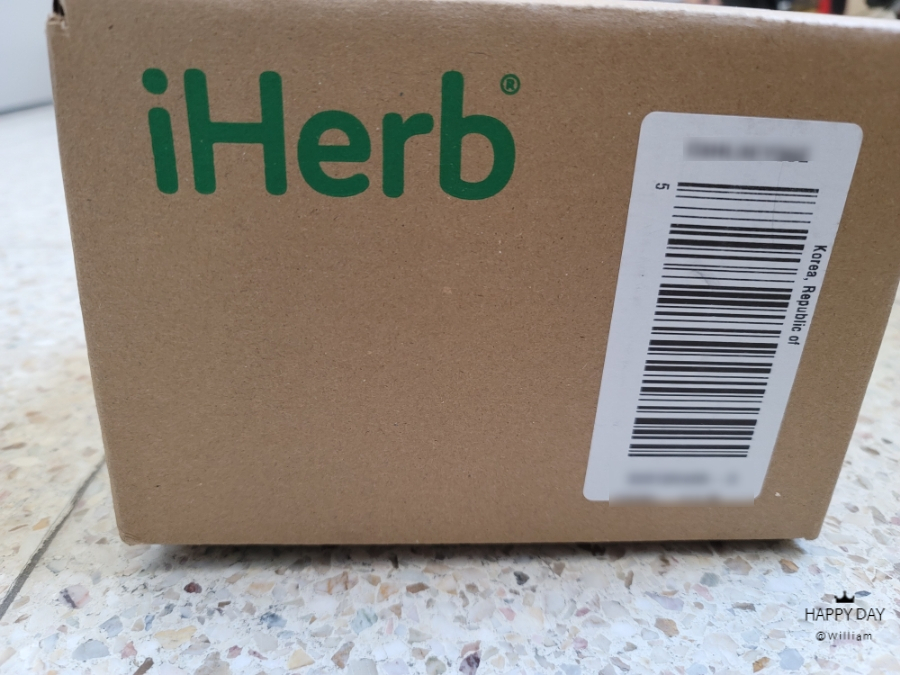 iHerb®
5
Korea, Republic of
HAPPY DAY
@William